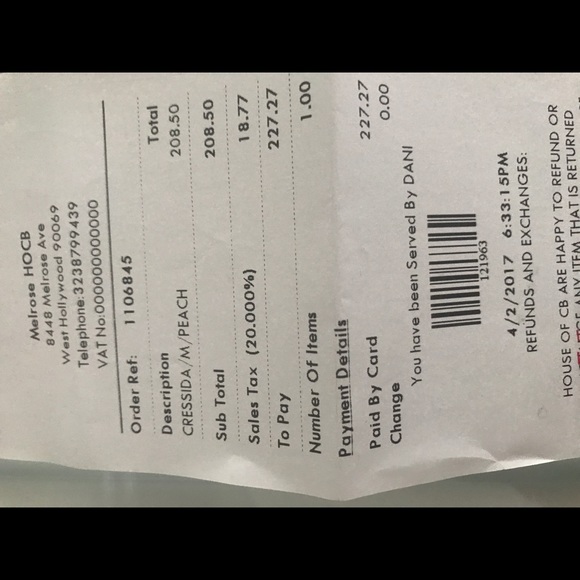 Melrose HOCB
8448 Melrose Ave
West Hollywood 90069
Telephone:3238799439
VAT No:000000000000
Order Ref: 1106845
Description Total
CRESSIDA/M/PEACH 208.50
Sub Total 208.50
Sales Tax (20.000%) 18.77
To Pay 227.27
Number Of Items 1.00
Payment Details
Paid By Card 227.27
Change 0.00
You have been Served By DANI
121963
4/2/2017 6:33:15PM
REFUNDS AND EXCHANGES:
HOUSE OF CB ARE HAPPY TO REFUND OR
ANY ITEM THAT IS RETURNED